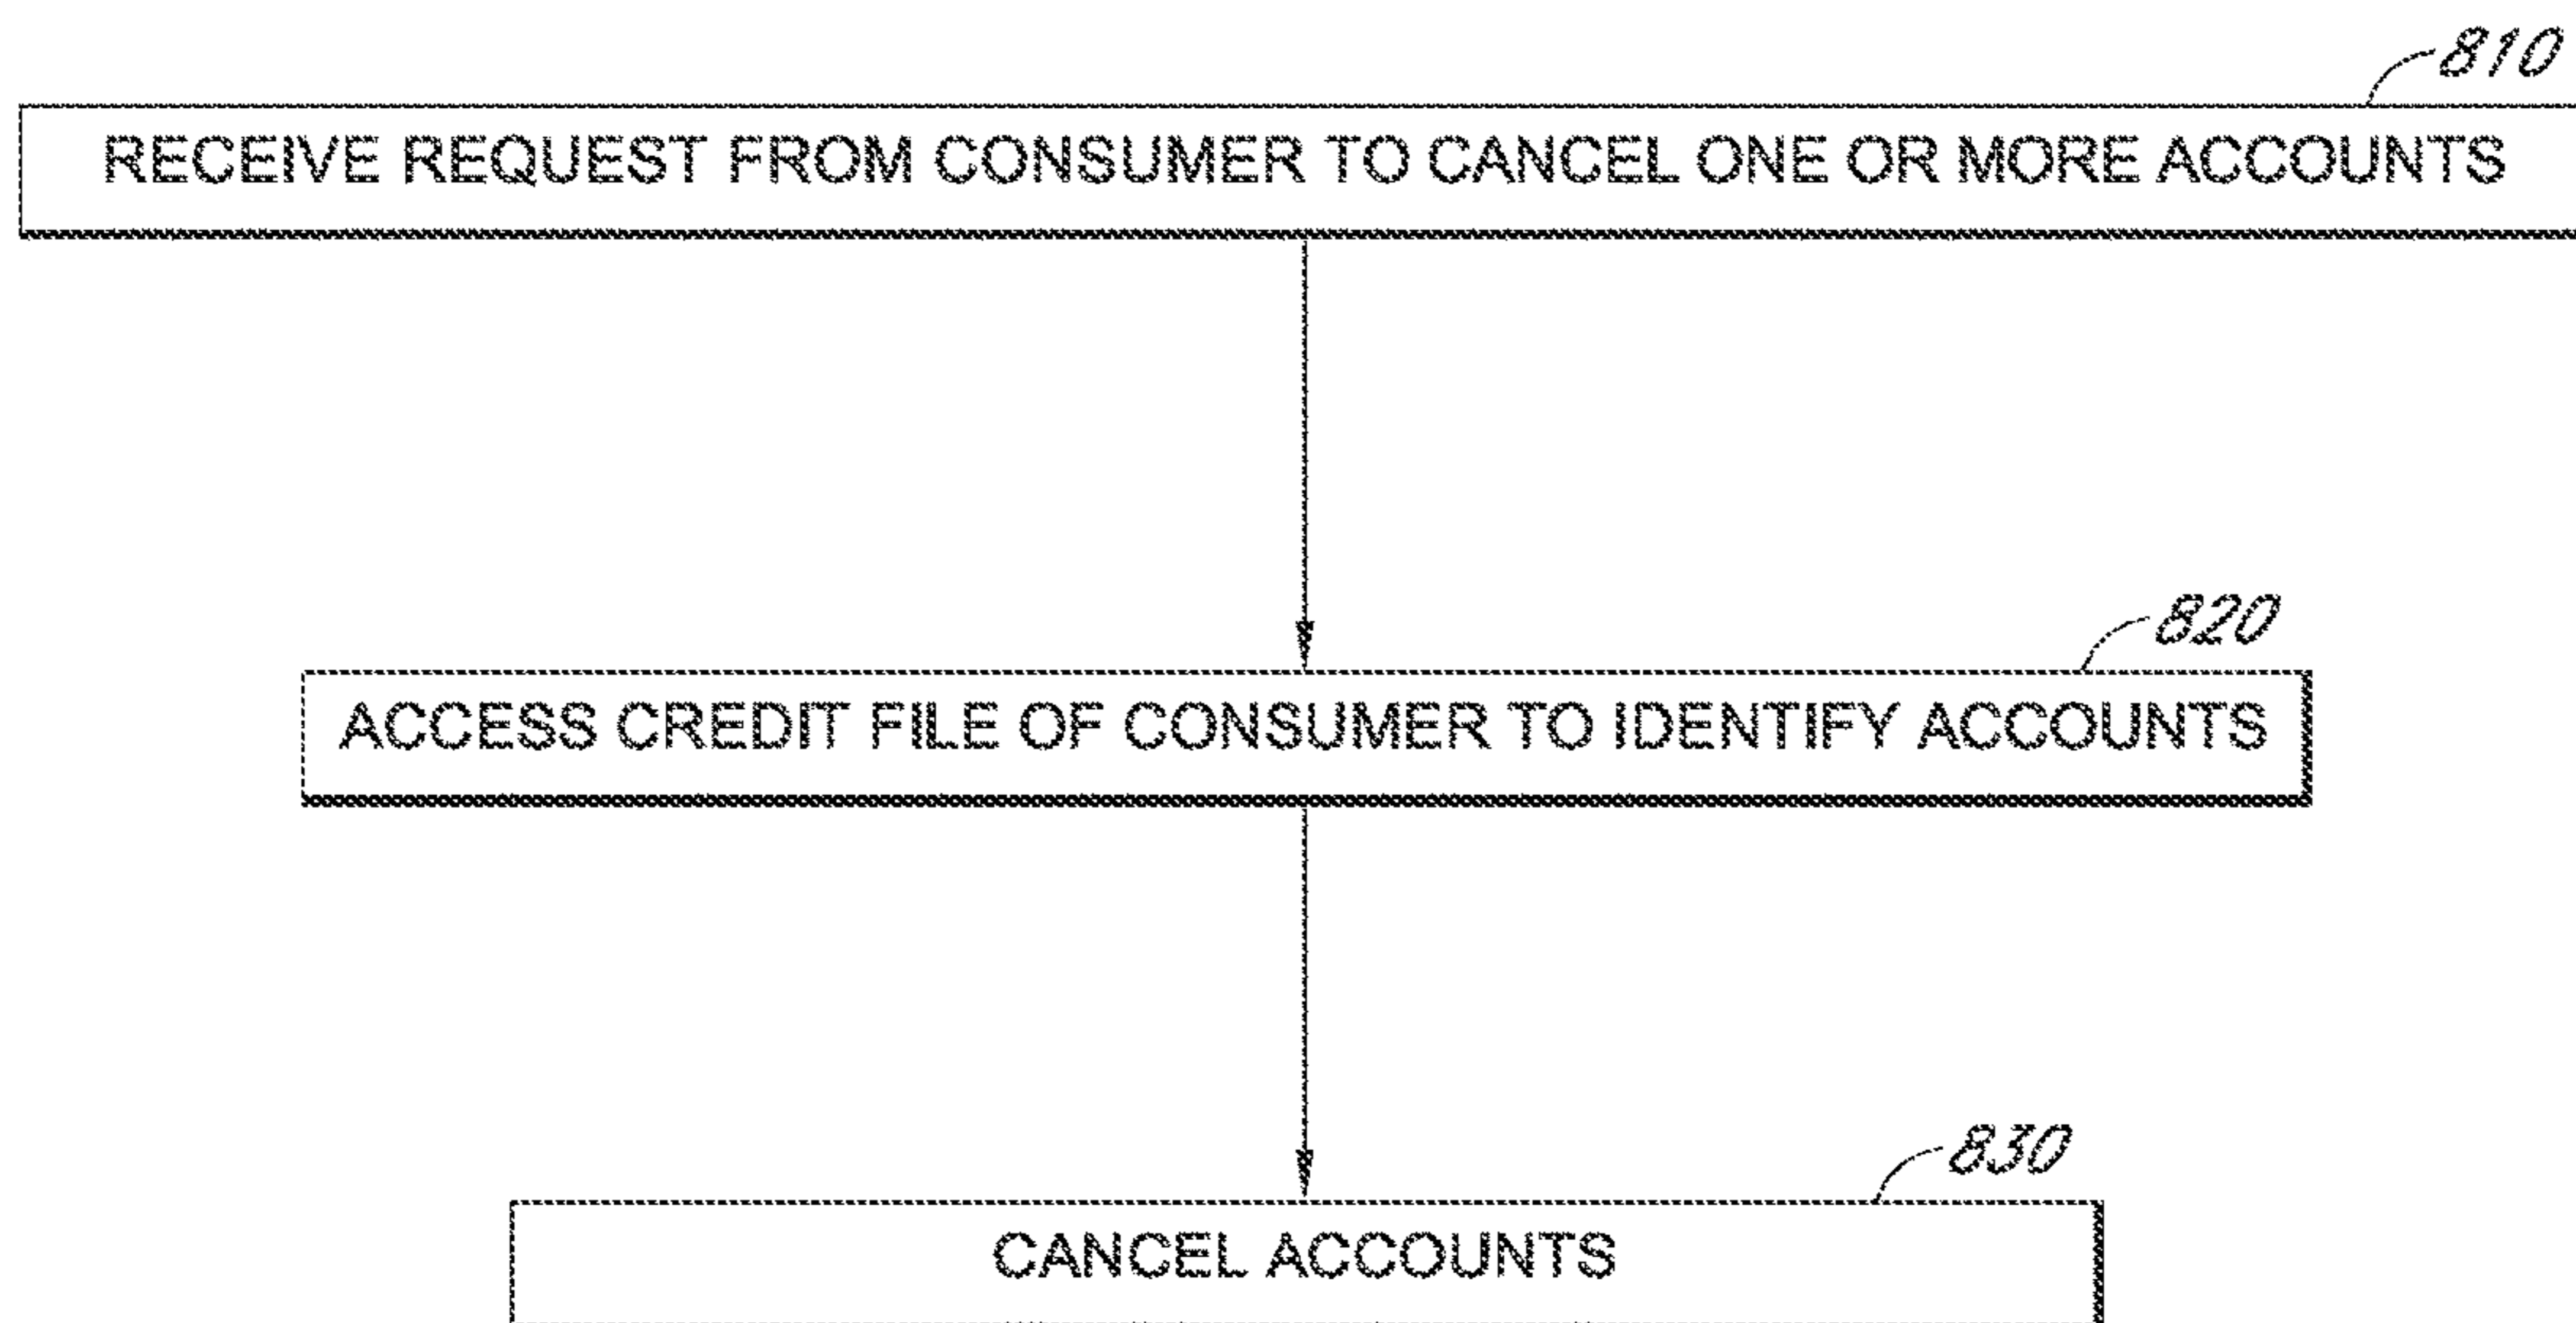 810
RECEIVE REQUEST FROM CONSUMER TO CANCEL ONE OR MORE ACCOUNTS
820
ACCESS CREDIT FILE OF CONSUMER TO IDENTIFY ACCOUNTS
830
CANCEL ACCOUNTS